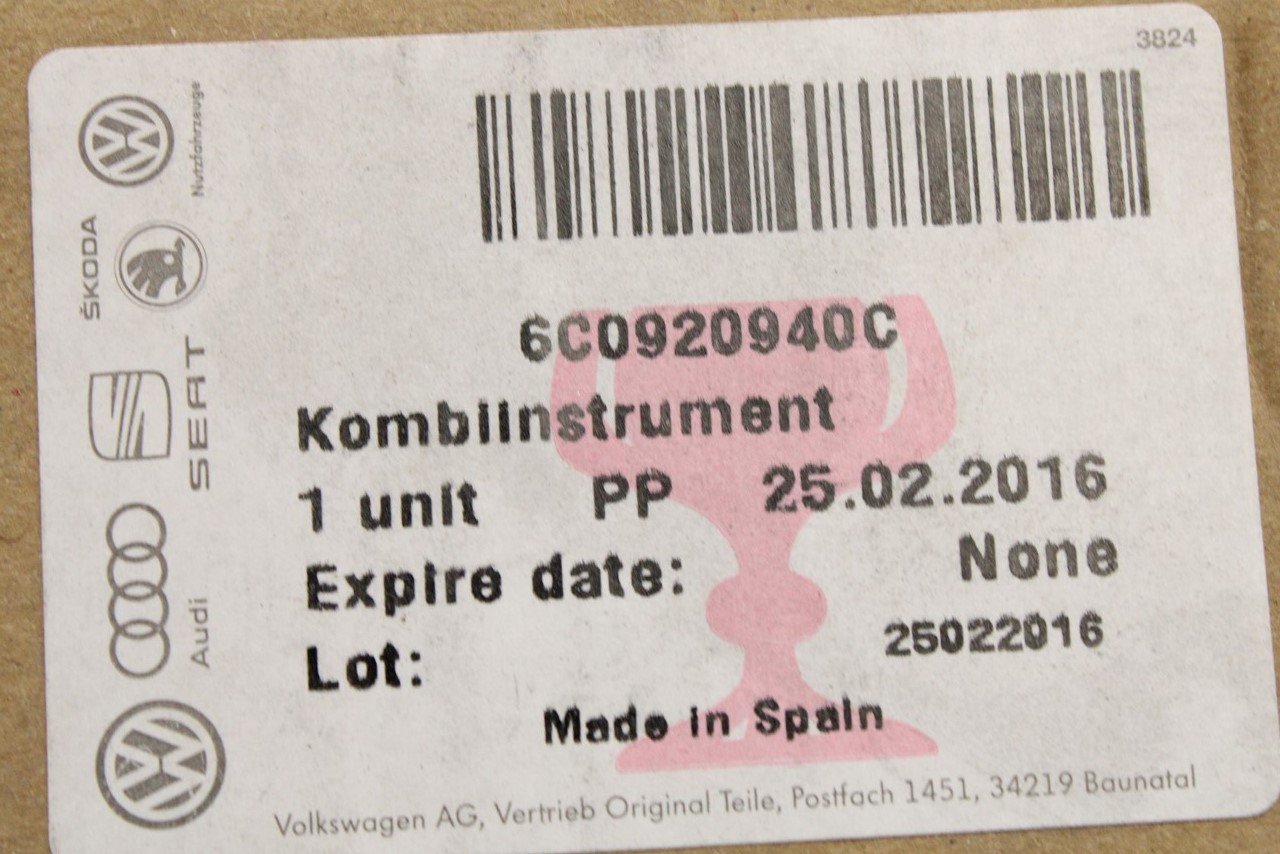 3824
Nutzfahrzeuge
ŠKODA
SEAT
Audi
6C0920940C
Kombiinstrument
1 unit PP 25.02.2016
Expire date: None
Lot: 25022016
Made in Spain
Volkswagen AG, Vertrieb Original Teile, Postfach 1451, 34219 Baunatal